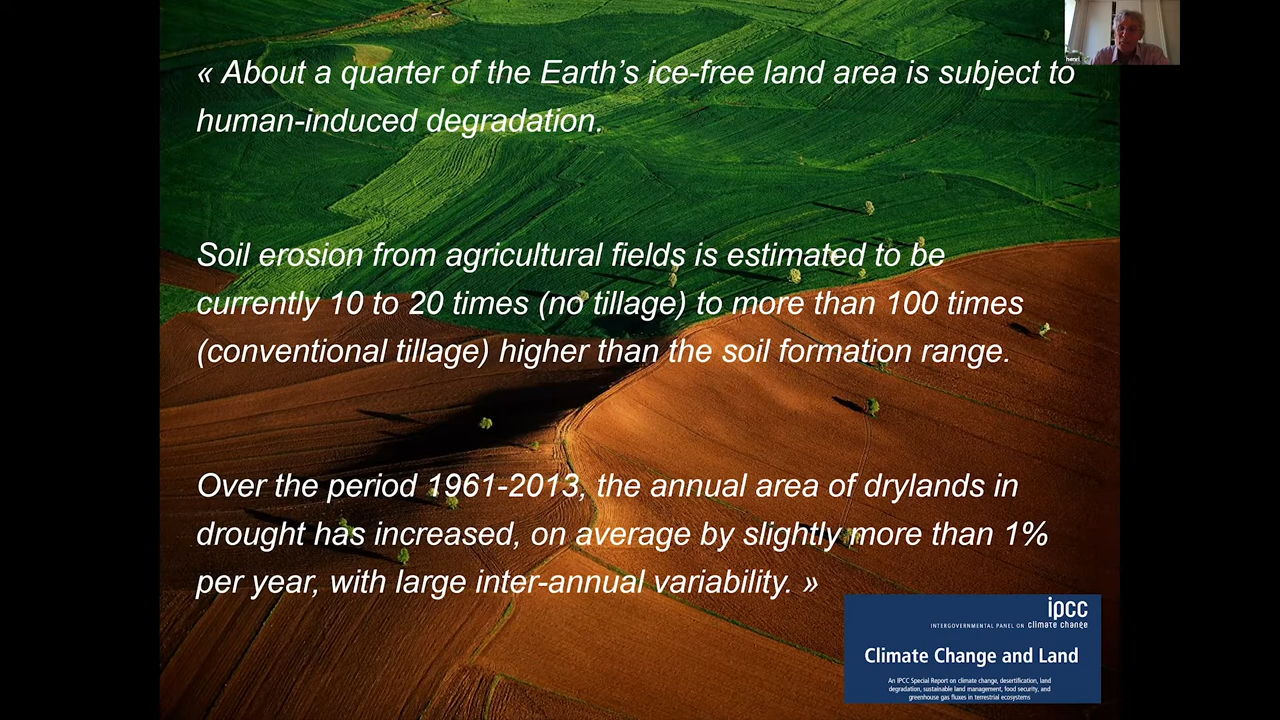 « About a quarter of the Earth's ice-free land area is subject to
human-induced degradation.
Soil erosion from agricultural fields is estimated to be
currently 10 to 20 times (no tillage) to more than 100 times
(conventional tillage) higher than the soil formation range.
Over the period 1961-2013, the annual area of drylands in
drought has increased, on average by slightly more than 1%
per year, with large inter-annual variability. »
ipcc
INTERGOVERNMENTAL PANEL ON climate change
Climate Change and Land
An IPCC Special Report on climate change, desertification, land
degradation, sustainable land management, food security, and
greenhouse gas fluxes in terrestrial ecosystems